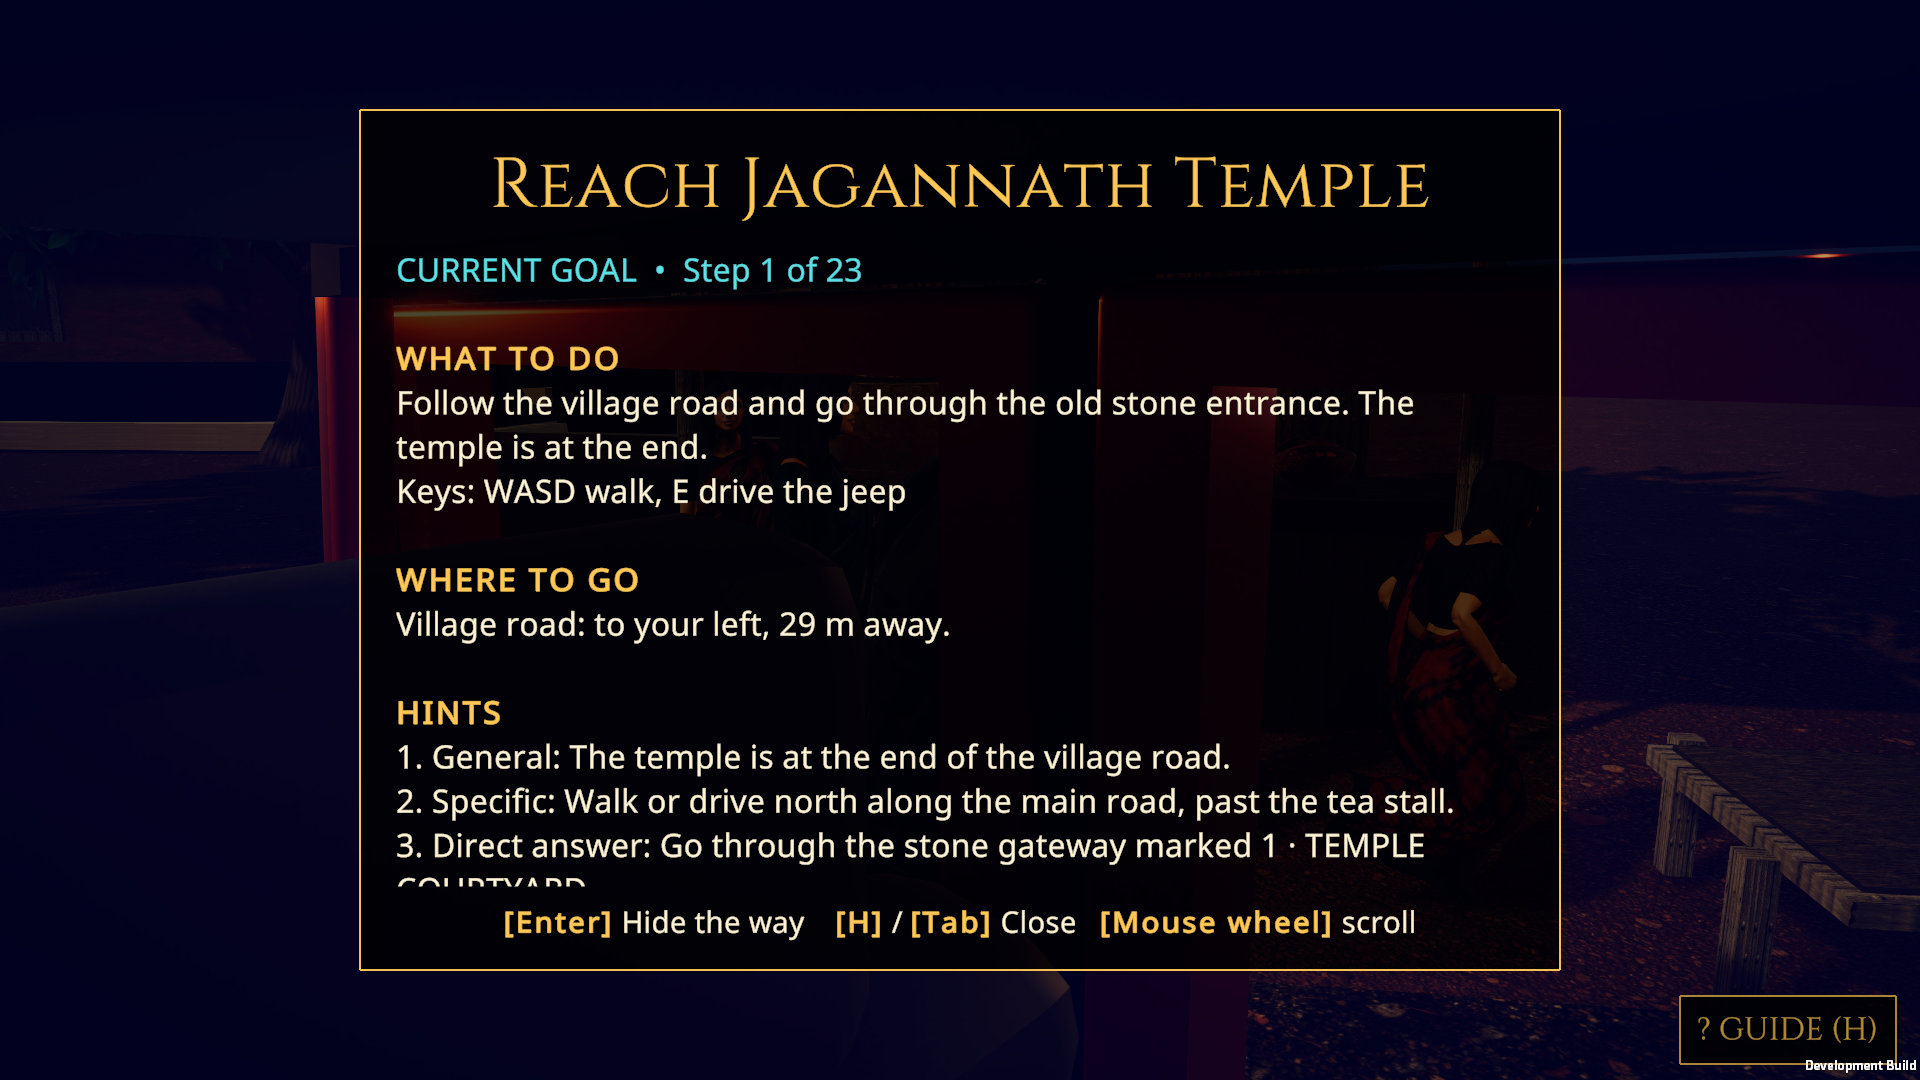 REACH JAGANNATH TEMPLE
CURRENT GOAL • Step 1 of 23
WHAT TO DO
Follow the village road and go through the old stone entrance. The
temple is at the end.
Keys: WASD walk, E drive the jeep
WHERE TO GO
Village road: to your left, 29 m away.
HINTS
1. General: The temple is at the end of the village road.
2. Specific: Walk or drive north along the main road, past the tea stall.
3. Direct answer: Go through the stone gateway marked 1 · TEMPLE
COURTYARD
[Enter] Hide the way [H] / [Tab] Close [Mouse wheel] scroll
? GUIDE (H)
Development Build